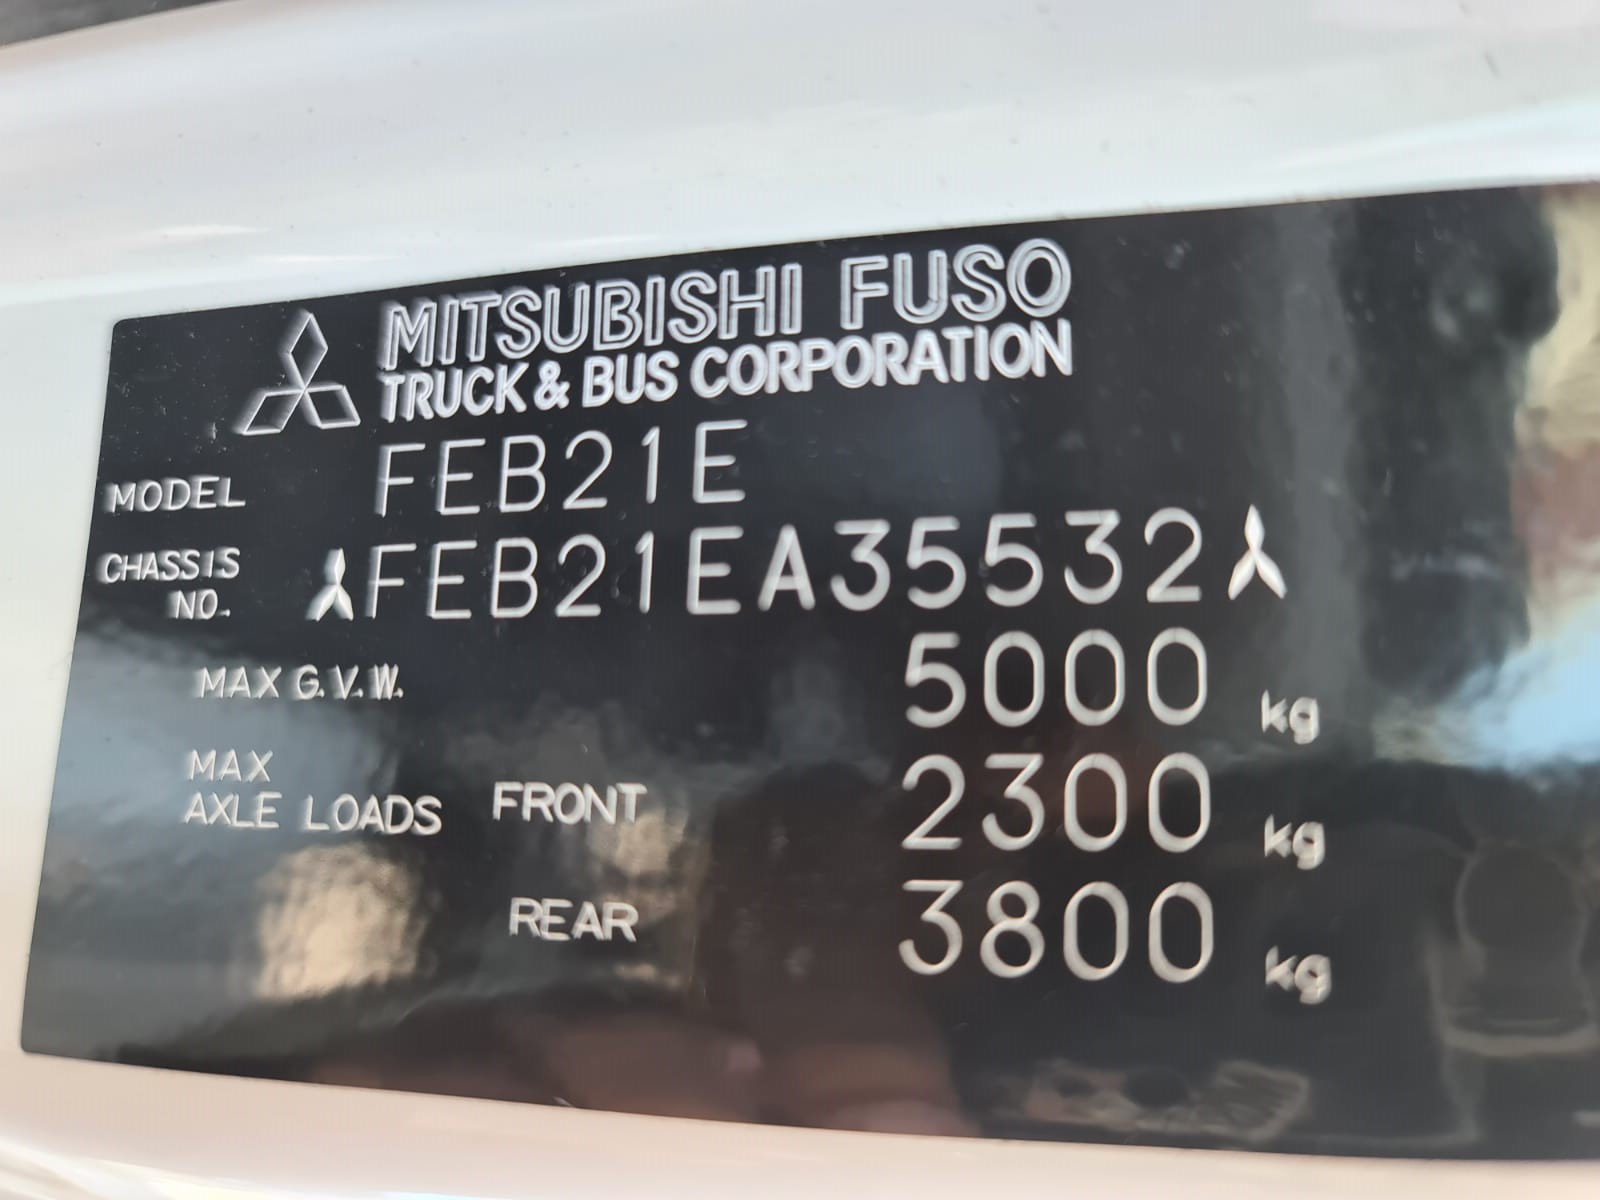 MITSUBISHI FUSO
TRUCK & BUS CORPORATION
MODEL FEB21E
CHASSIS NO. FEB21EA35532
MAX G.V.W. 5000 kg
MAX AXLE LOADS FRONT 2300 kg
REAR 3800 kg